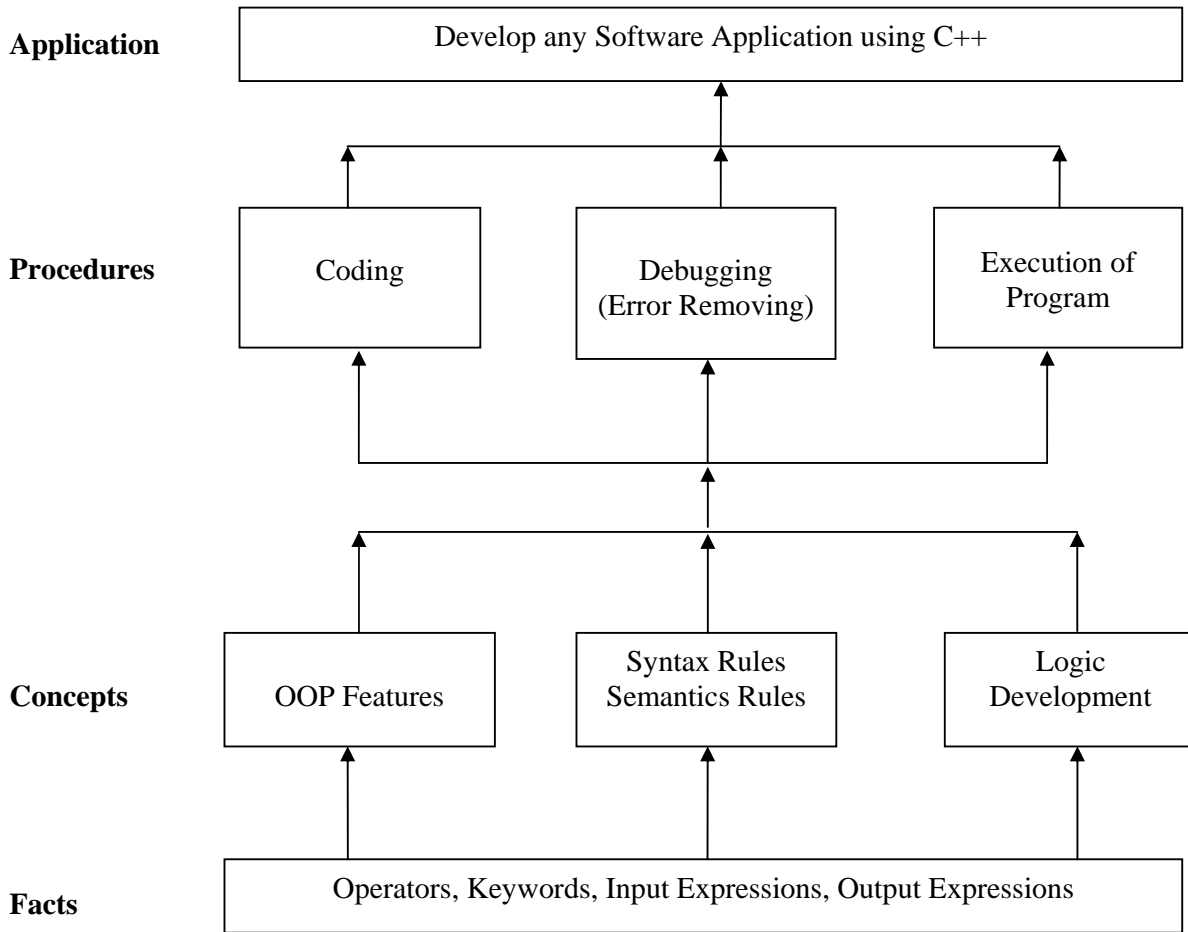 Application
Develop any Software Application using C++
Procedures
Coding
Debugging
(Error Removing)
Execution of
Program
Concepts
OOP Features
Syntax Rules
Semantics Rules
Logic
Development
Facts
Operators, Keywords, Input Expressions, Output Expressions